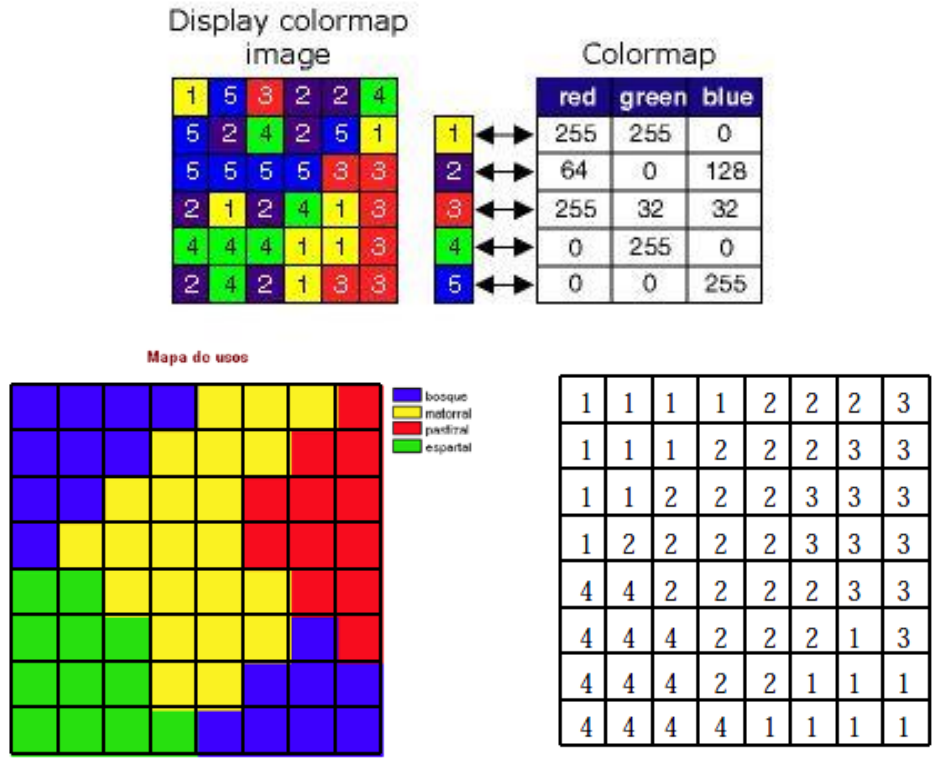 Display colormap
image
Colormap
1 5 3 2 2 4
5 2 4 2 5 1
5 5 5 5 3 3
2 1 2 4 1 3
4 4 4 1 1 3
2 4 2 1 3 3
red green blue
1 255 255 0
2 64 0 128
3 255 32 32
4 0 255 0
5 0 0 255
Mapa de usos
bosque
matorral
pastizal
espartal
1 1 1 1 2 2 2 3
1 1 1 2 2 2 3 3
1 1 2 2 2 3 3 3
1 2 2 2 2 3 3 3
4 4 2 2 2 2 3 3
4 4 4 2 2 2 1 3
4 4 4 2 2 1 1 1
4 4 4 4 1 1 1 1